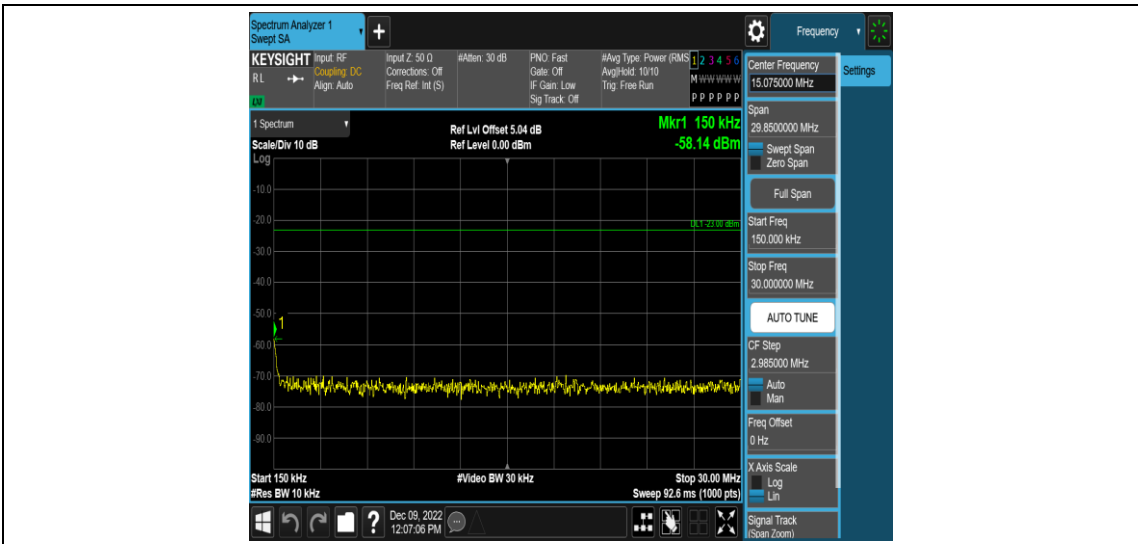 Spectrum Analyzer 1
Swept SA
+
Frequency
KEYSIGHT
RL
LXI
Input: RF
Coupling: DC
Align: Auto
Input Z: 50 Ω
Corrections: Off
Freq Ref: Int (S)
#Atten: 30 dB
PNO: Fast
Gate: Off
IF Gain: Low
Sig Track: Off
#Avg Type: Power (RMS
Avg|Hold: 10/10
Trig: Free Run
1 2 3 4 5 6
M W W W W W
P P P P P P
Center Frequency
15.075000 MHz
Settings
1 Spectrum
Scale/Div 10 dB
Ref Lvl Offset 5.04 dB
Ref Level 0.00 dBm
Mkr1 150 kHz
-58.14 dBm
Log
-10.0
-20.0
-30.0
-40.0
-50.0
-60.0
-70.0
-80.0
-90.0
DL1 -23.00 dBm
1
Start 150 kHz
#Res BW 10 kHz
#Video BW 30 kHz
Stop 30.00 MHz
Sweep 92.6 ms (1000 pts)
Span
29.8500000 MHz
Swept Span
Zero Span
Full Span
Start Freq
150.000 kHz
Stop Freq
30.000000 MHz
AUTO TUNE
CF Step
2.985000 MHz
Auto
Man
Freq Offset
0 Hz
X Axis Scale
Log
Lin
Signal Track
(Span Zoom)
?
Dec 09, 2022
12:07:06 PM